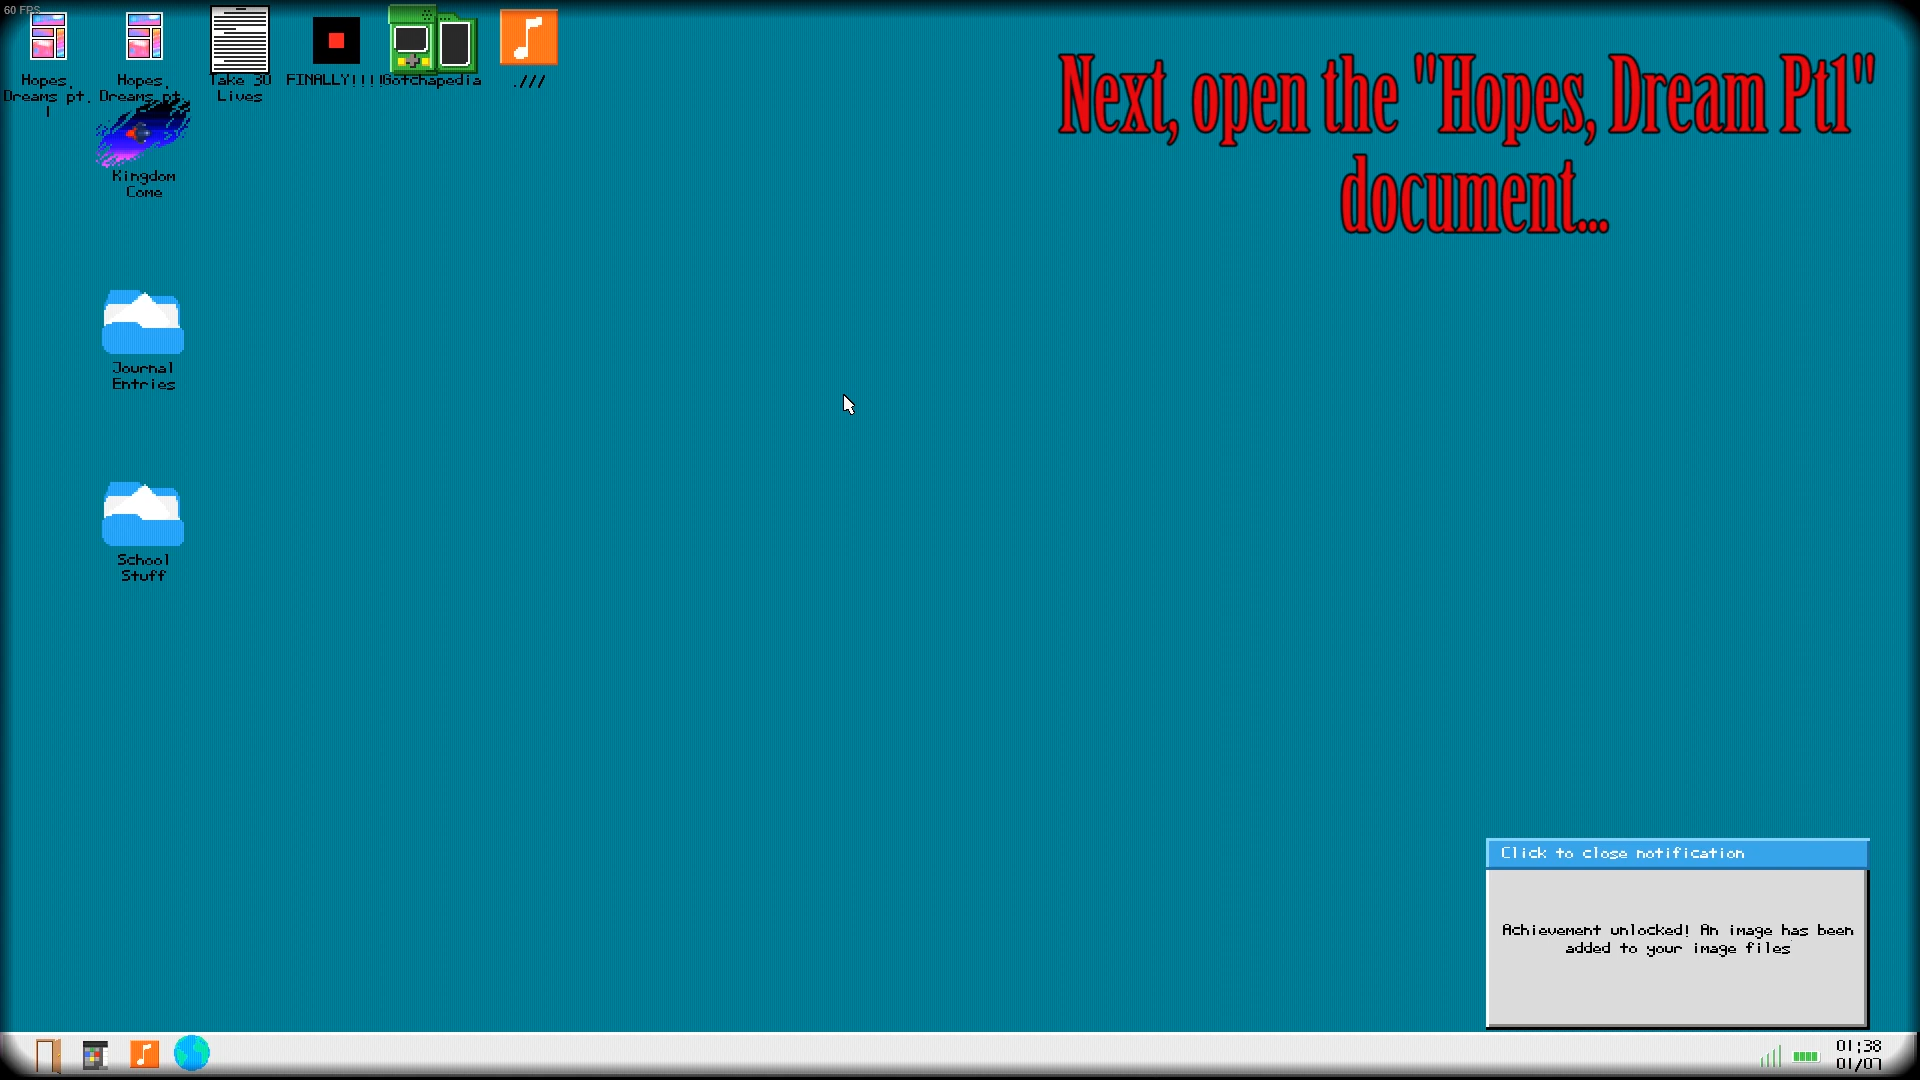 60 FPS
Hopes,
Dreams pt.
1
Hopes,
Dreams pt.
Take 30
Lives
FINALLY!!!!
Gotchapedia
.///
Next, open the "Hopes, Dream Pt1"
document...
Kingdom
Come
Journal
Entries
School
Stuff
Click to close notification
Achievement unlocked! An image has been
added to your image files
01:38
01/07